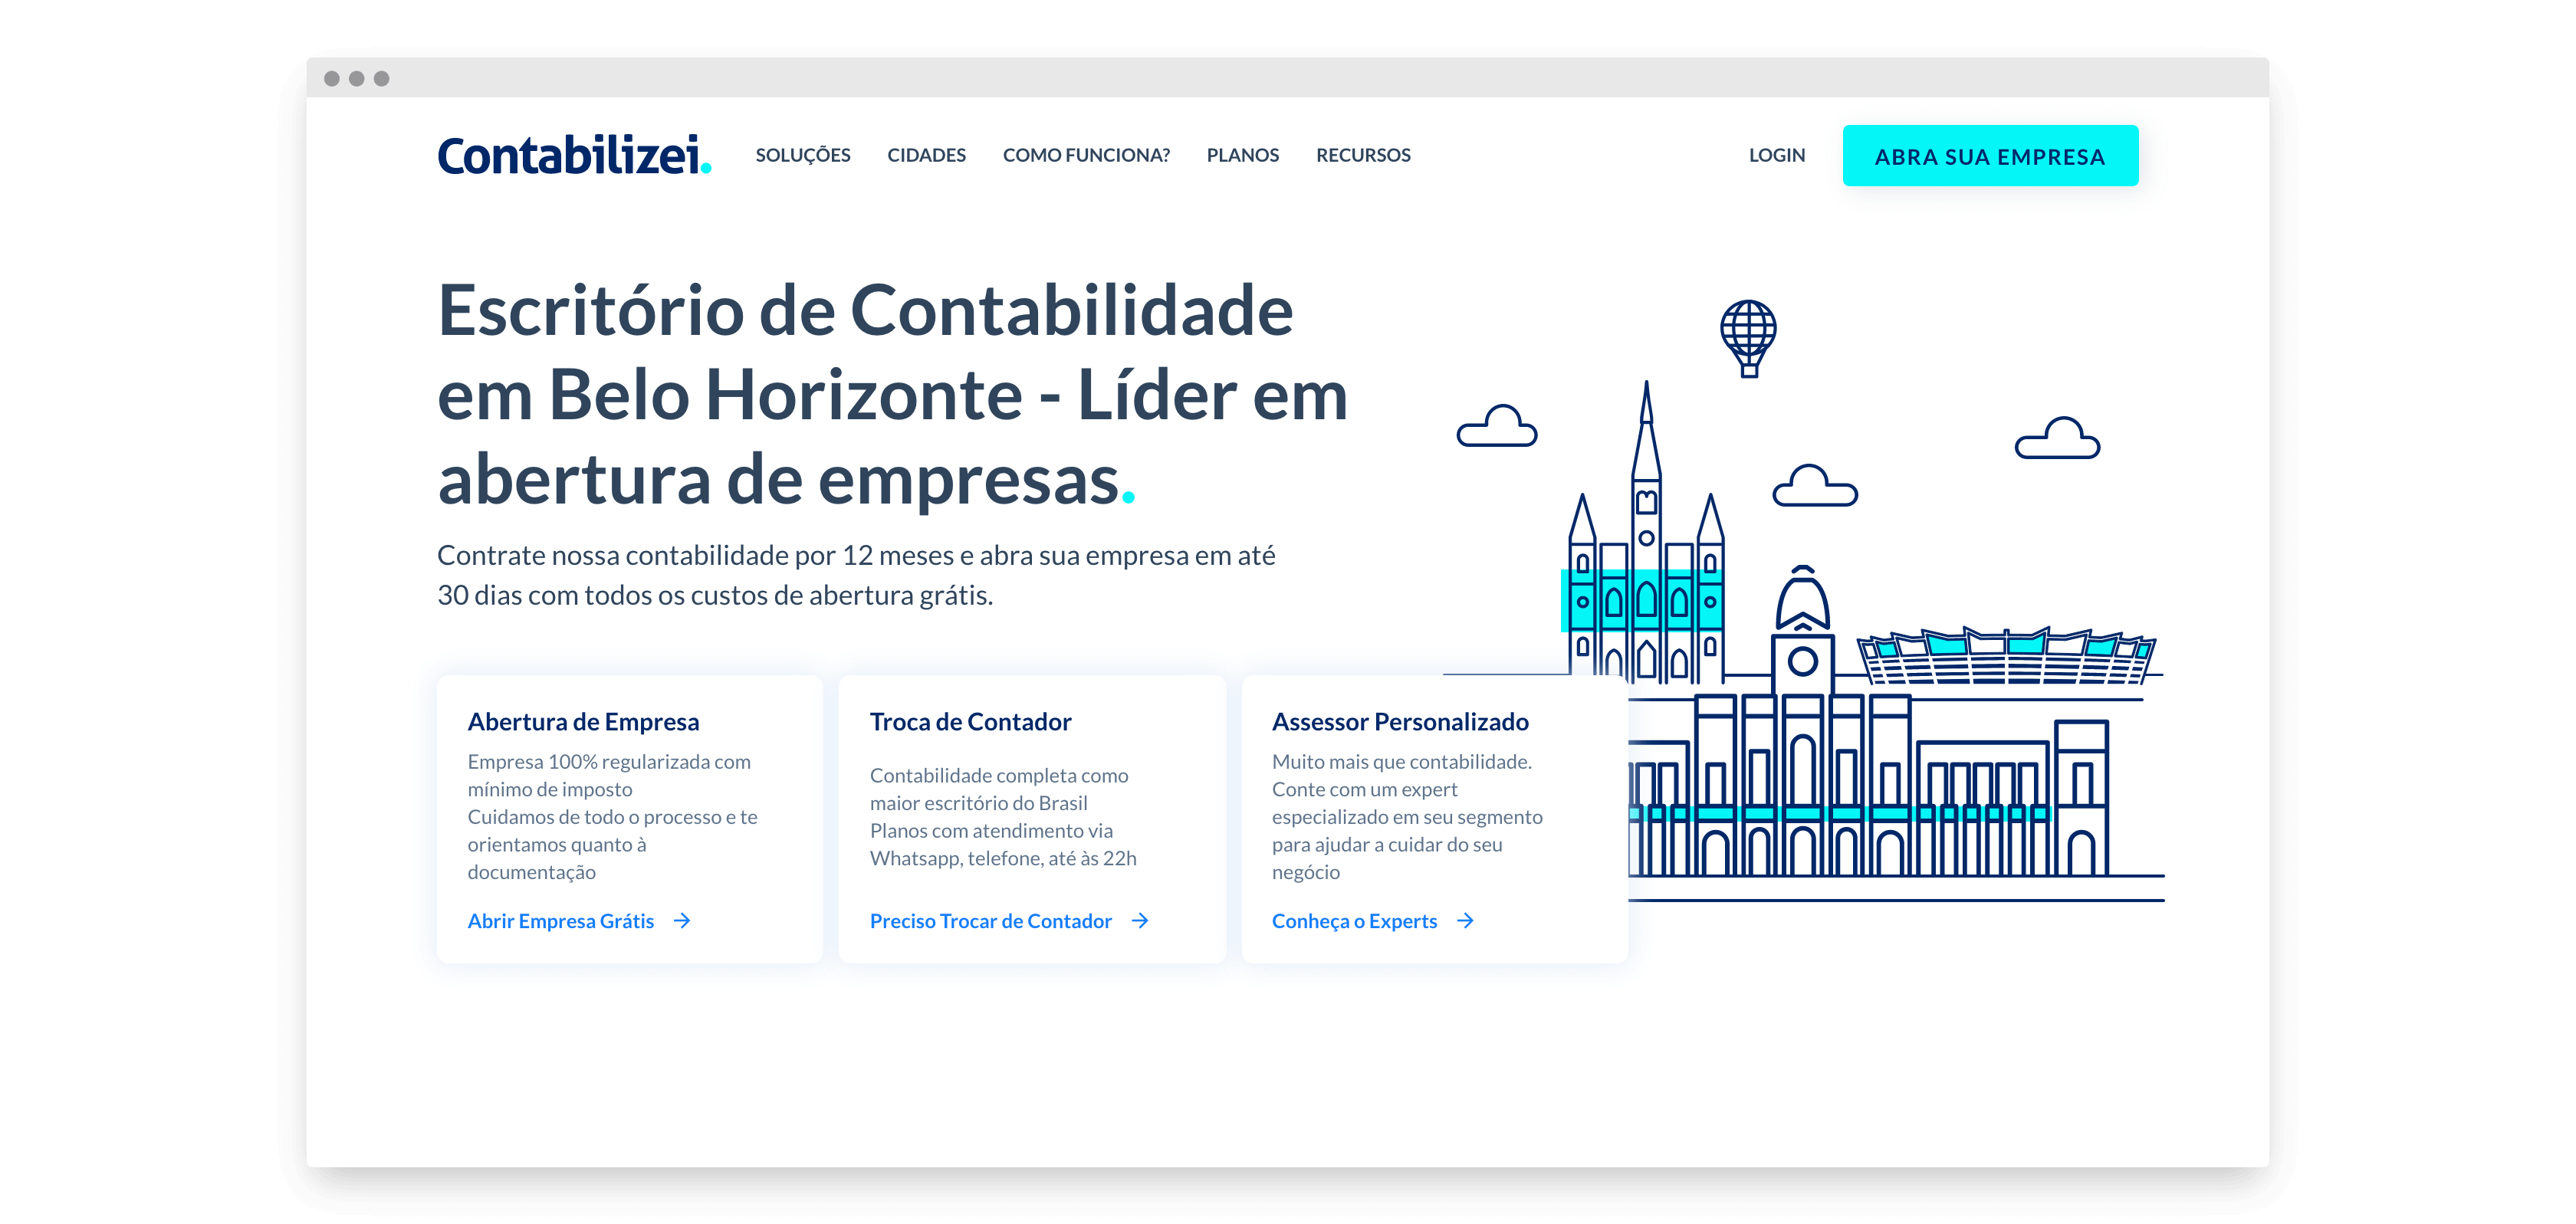 Contabilizei.
SOLUÇÕES
CIDADES
COMO FUNCIONA?
PLANOS
RECURSOS
LOGIN
ABRA SUA EMPRESA
Escritório de Contabilidade
em Belo Horizonte - Líder em
abertura de empresas.
Contrate nossa contabilidade por 12 meses e abra sua empresa em até
30 dias com todos os custos de abertura grátis.
Abertura de Empresa
Empresa 100% regularizada com
mínimo de imposto
Cuidamos de todo o processo e te
orientamos quanto à
documentação
Abrir Empresa Grátis
Troca de Contador
Contabilidade completa como
maior escritório do Brasil
Planos com atendimento via
Whatsapp, telefone, até às 22h
Preciso Trocar de Contador
Assessor Personalizado
Muito mais que contabilidade.
Conte com um expert
especializado em seu segmento
para ajudar a cuidar do seu
negócio
Conheça o Experts